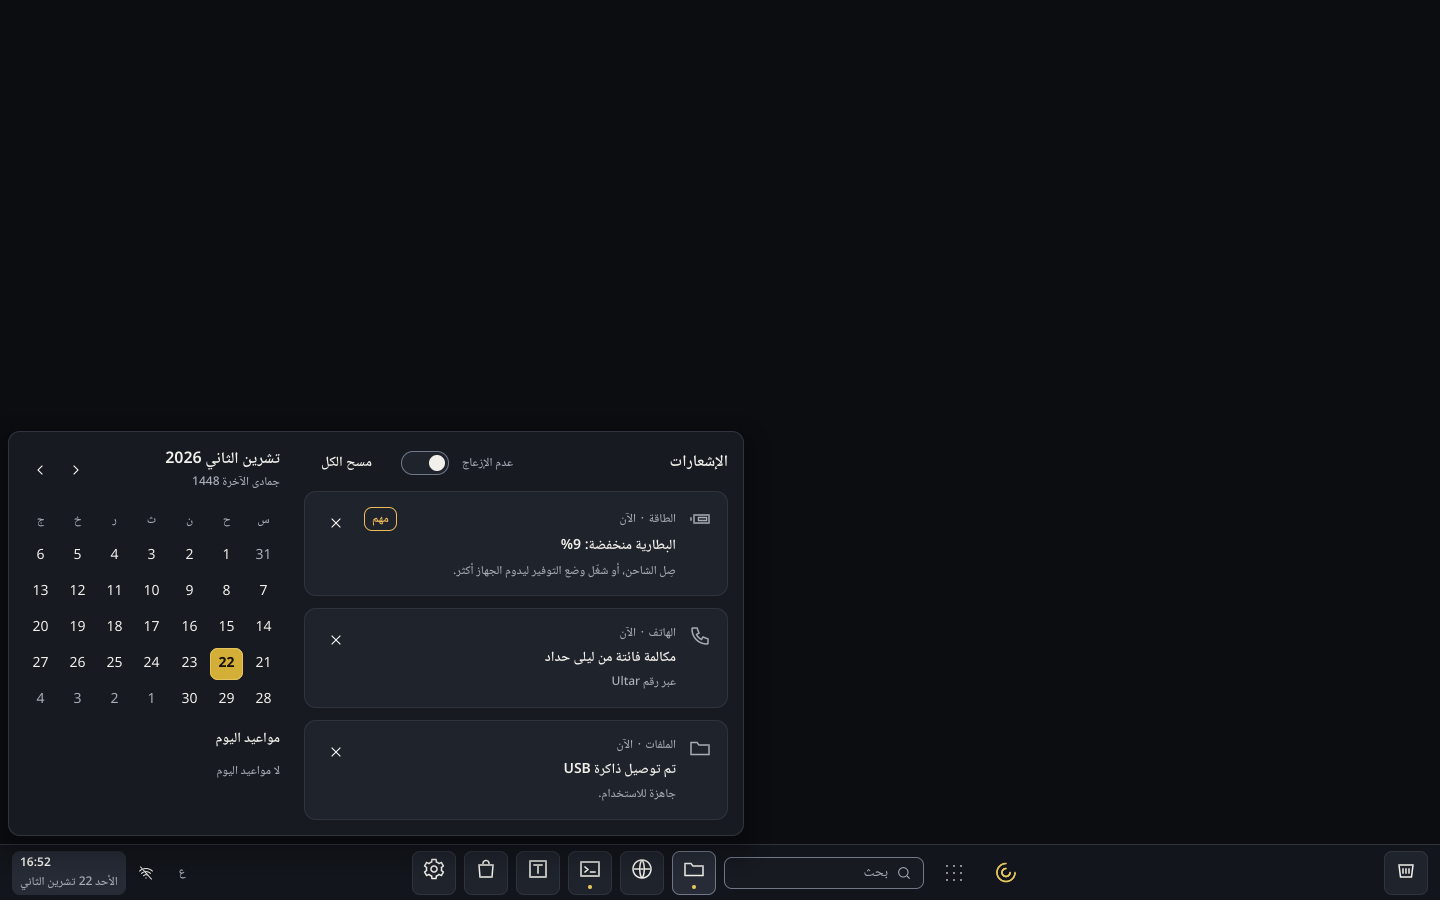 الإشعارات
عدم الإزعاج
مسح الكل
الطاقة · الآن
مهم
البطارية منخفضة: 9%
صِل الشاحن، أو شغّل وضع التوفير ليدوم الجهاز أكثر.
الهاتف · الآن
مكالمة فائتة من ليلى حداد
عبر رقم Ultar
الملفات · الآن
تم توصيل ذاكرة USB
جاهزة للاستخدام.
تشرين الثاني 2026
جمادى الآخرة 1448
س ح ن ث ر خ ج
31 1 2 3 4 5 6
7 8 9 10 11 12 13
14 15 16 17 18 19 20
21 22 23 24 25 26 27
28 29 30 1 2 3 4
مواعيد اليوم
لا مواعيد اليوم
بحث
ع
16:52
الأحد 22 تشرين الثاني